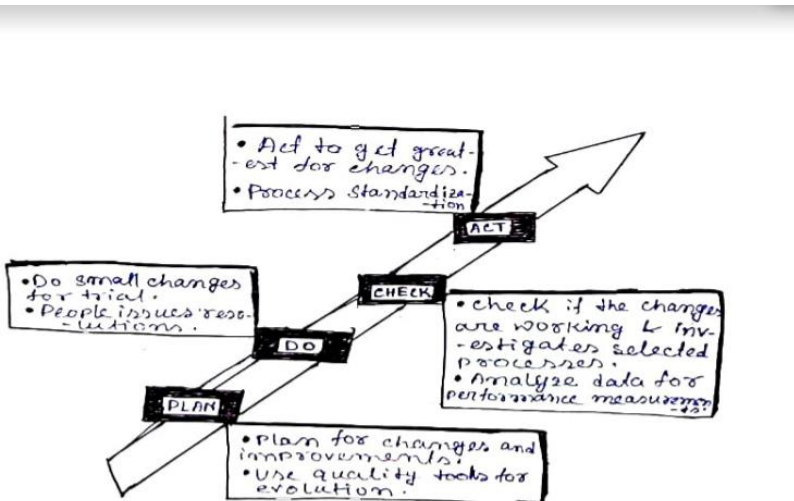 • Act to get great-
-est for changes.
• Process Standardiza-
-tion
ACT
• Do small changes
for trial.
• People issues reso-
-lutions.
CHECK
• check if the changes
are working & inv-
-estigates selected
processes.
• Analyze data for
performance measurem
-nts.
DO
PLAN
• Plan for changes and
improvements.
• Use quality tools for
evolution.